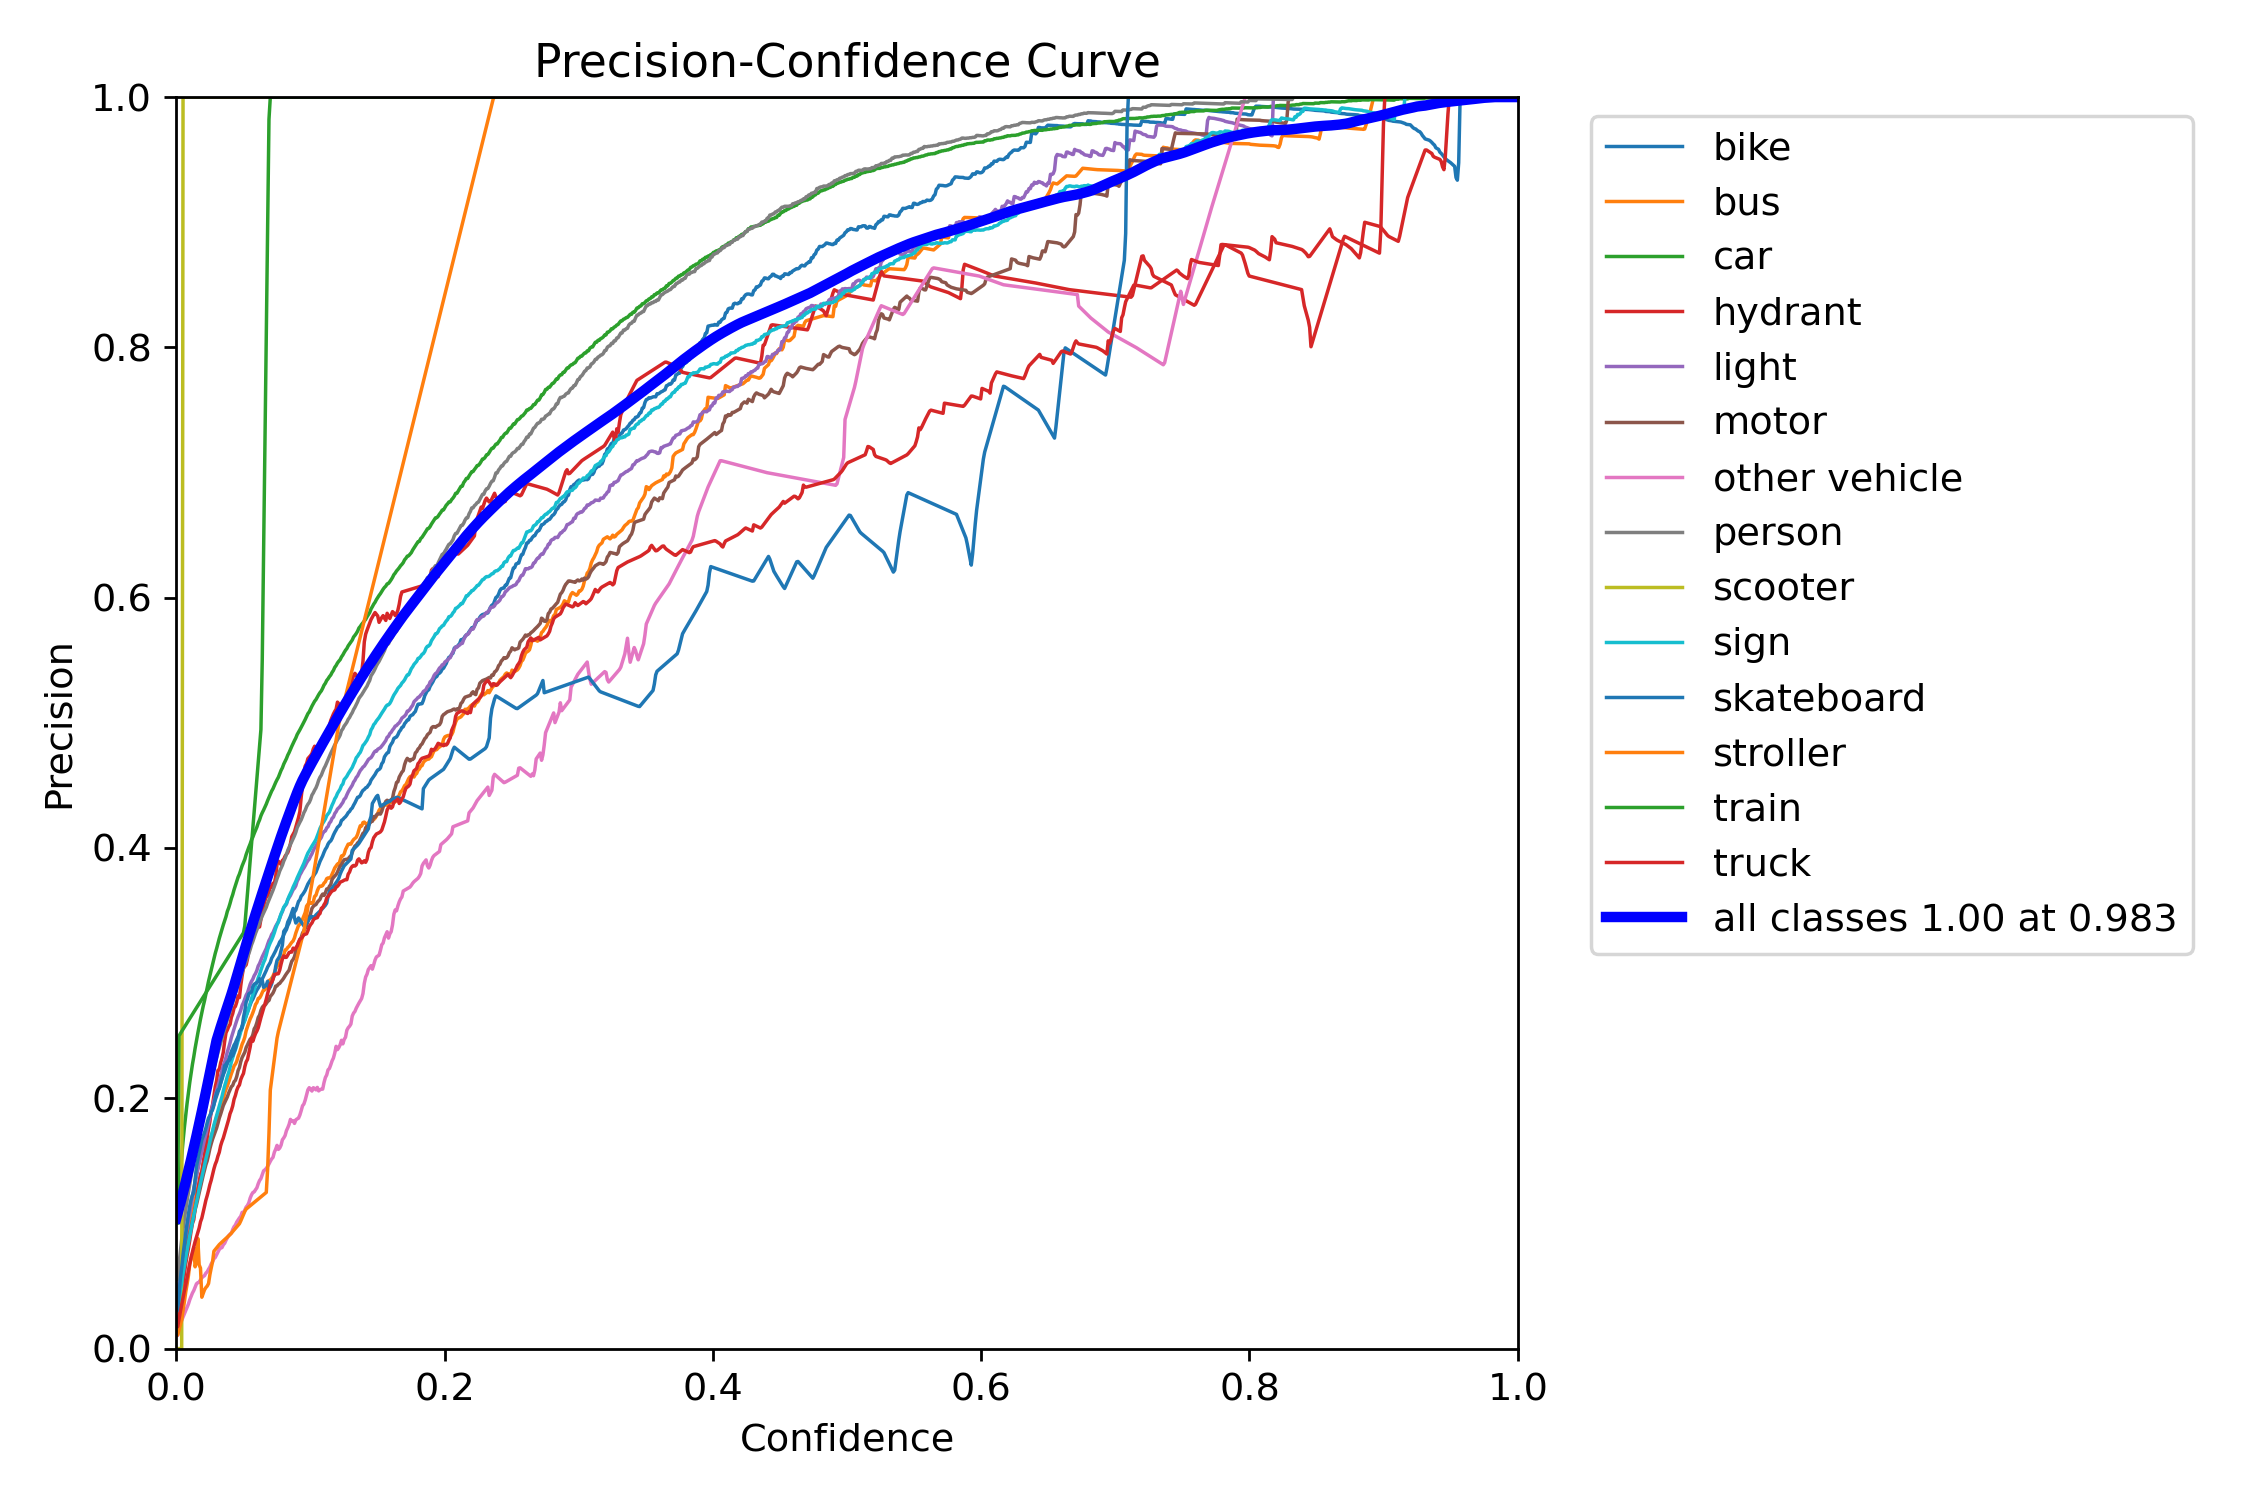 Precision-Confidence Curve
1.0
0.8
0.6
0.4
0.2
0.0
Precision
0.0 0.2 0.4 0.6 0.8 1.0
Confidence
bike
bus
car
hydrant
light
motor
other vehicle
person
scooter
sign
skateboard
stroller
train
truck
all classes 1.00 at 0.983